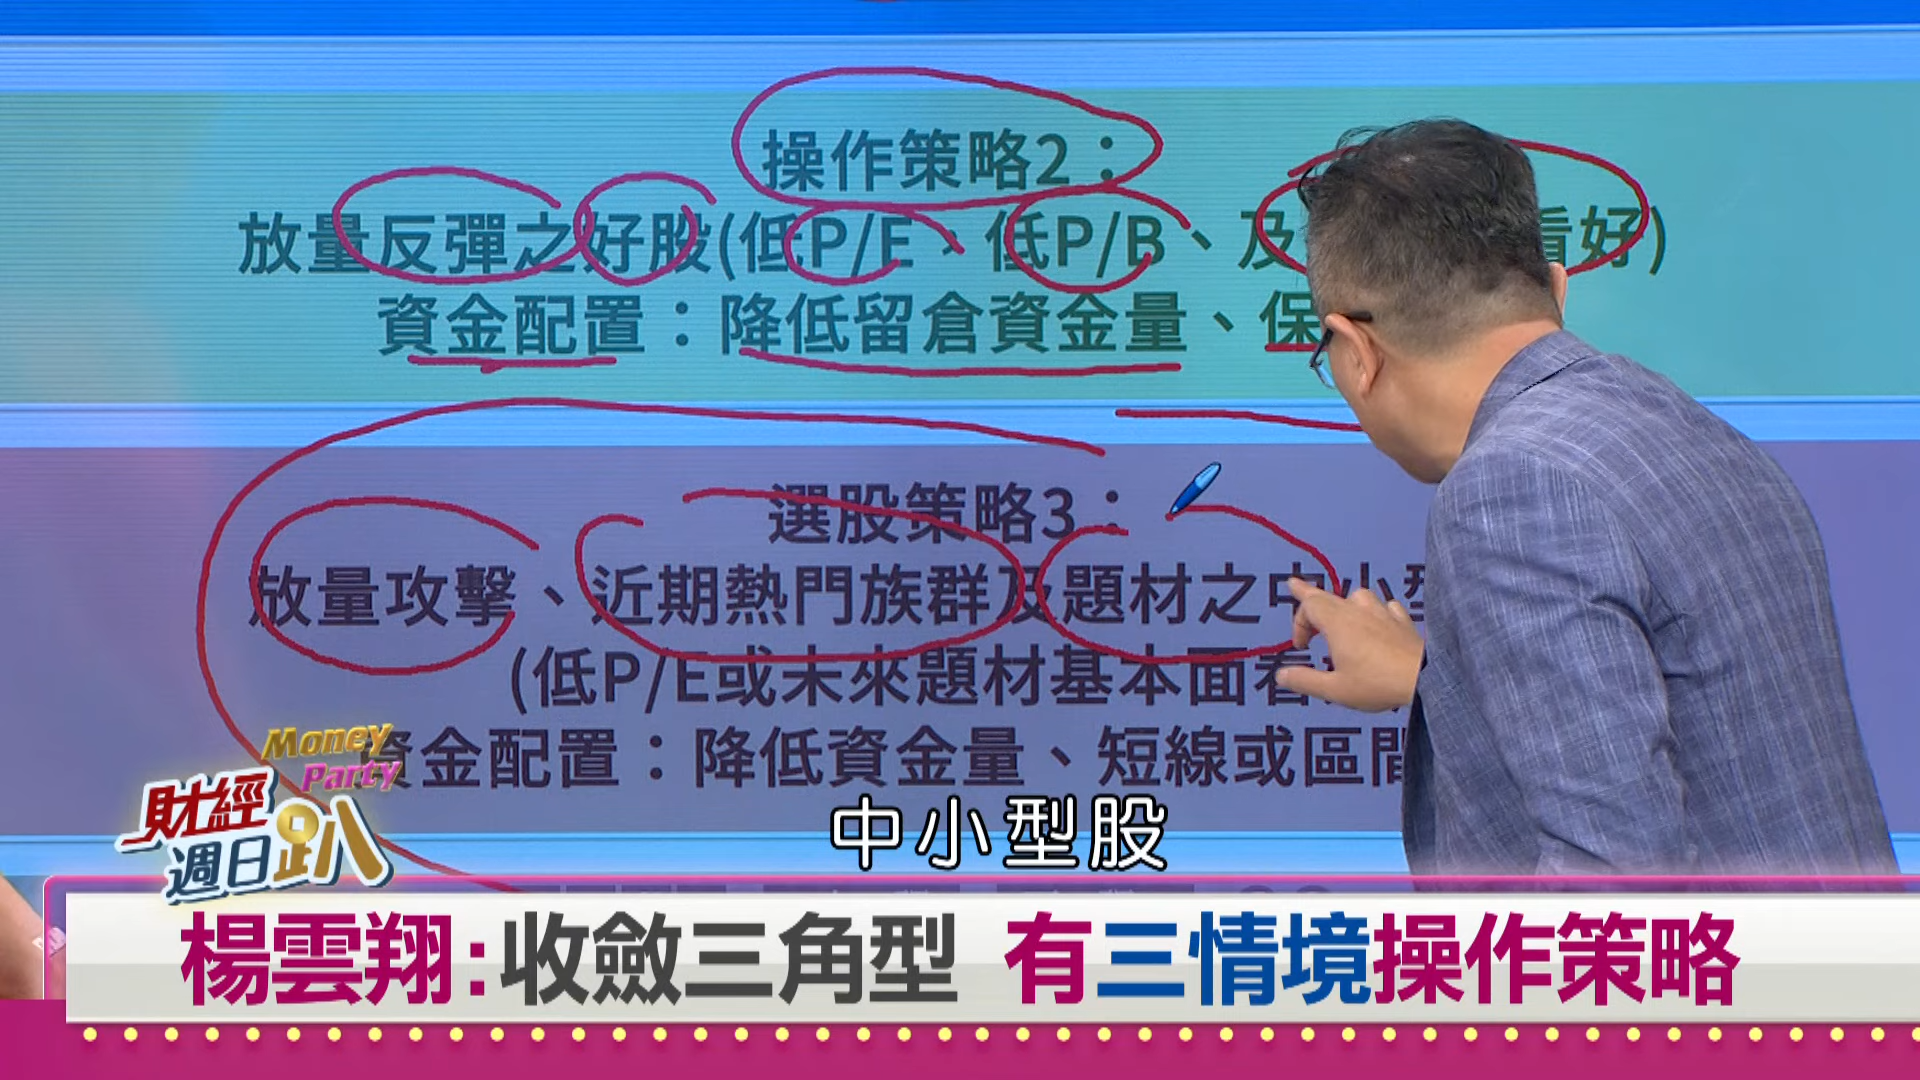 操作策略2：
放量反彈之好股(低P/E、低P/B、及看好)
資金配置：降低留倉資金量、保
選股策略3：
放量攻擊、近期熱門族群及題材之中小型
(低P/E或未來題材基本面看
資金配置：降低資金量、短線或區間
Money Party
財經
週日趴
中小型股
楊雲翔：收斂三角型 有三情境操作策略